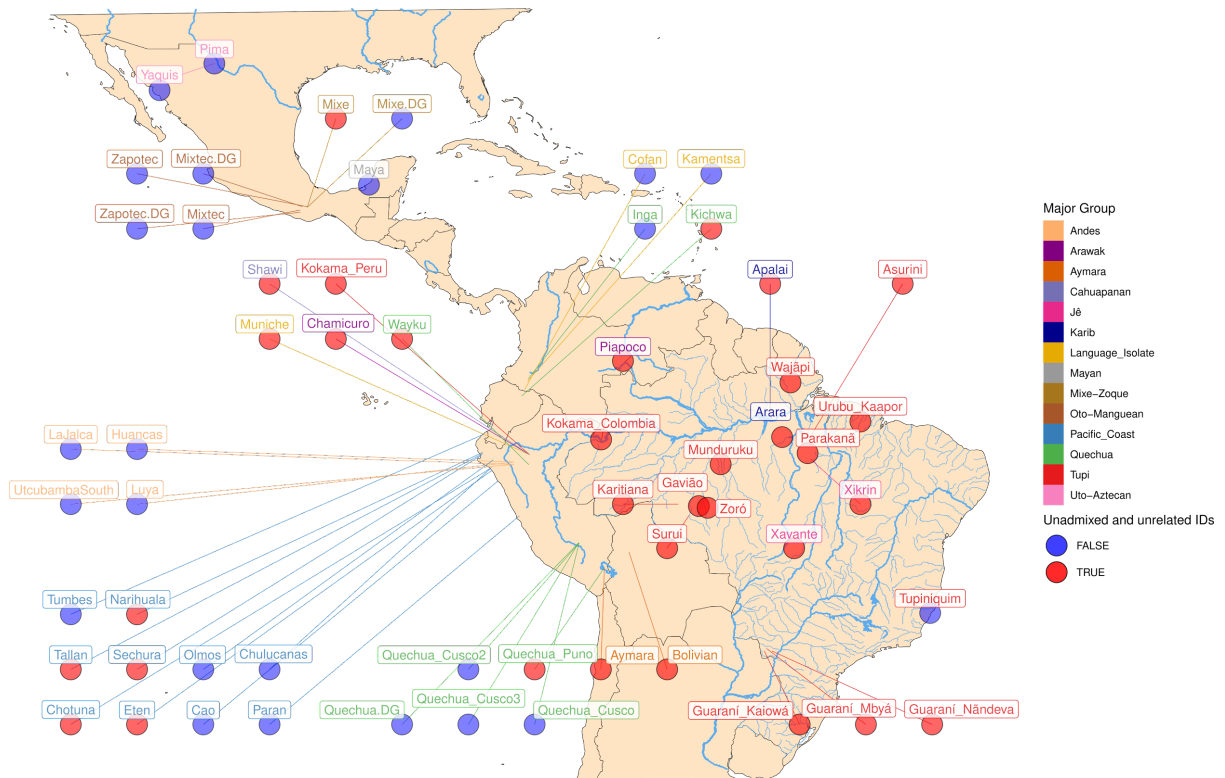 Pima
Yaquis
Mixe
Mixe.DG
Zapotec
Mixtec.DG
Maya
Cofan
Kamentsa
Zapotec.DG
Mixtec
Inga
Kichwa
Shawi
Kokama_Peru
Apalai
Asurini
Muniche
Chamicuro
Wayku
Piapoco
Wajãpi
Kokama_Colombia
Arara
Urubu_Kaapor
LaJalca
Huancas
Munduruku
Parakanã
UtcubambaSouth
Luya
Karitiana
Gavião
Zoró
Xikrin
Surui
Xavante
Tumbes
Narihuala
Tupiniquim
Tallan
Sechura
Olmos
Chulucanas
Quechua_Cusco2
Quechua_Puno
Aymara
Bolivian
Chotuna
Eten
Cao
Paran
Quechua.DG
Quechua_Cusco3
Quechua_Cusco
Guaraní_Kaiowá
Guaraní_Mbyá
Guaraní_Nãndeva
Major Group
Andes
Arawak
Aymara
Cahuapanan
Jê
Karib
Language_Isolate
Mayan
Mixe−Zoque
Oto−Manguean
Pacific_Coast
Quechua
Tupi
Uto−Aztecan
Unadmixed and unrelated IDs
FALSE
TRUE